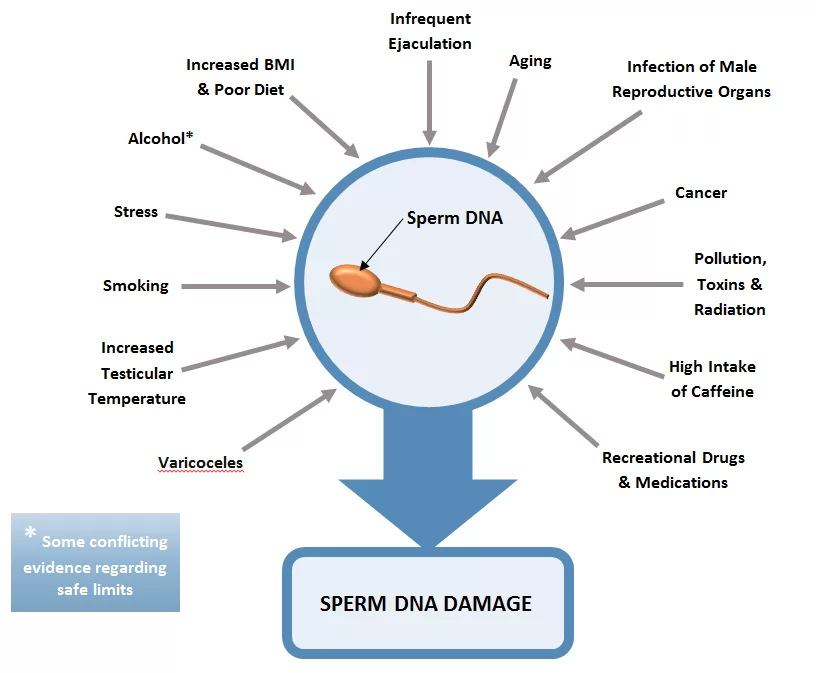 Infrequent
Ejaculation
Aging
Increased BMI
& Poor Diet
Infection of Male
Reproductive Organs
Alcohol*
Cancer
Stress
Sperm DNA
Pollution,
Toxins &
Radiation
Smoking
Increased
Testicular
Temperature
High Intake
of Caffeine
Varicoceles
Recreational Drugs
& Medications
* Some conflicting
evidence regarding
safe limits
SPERM DNA DAMAGE